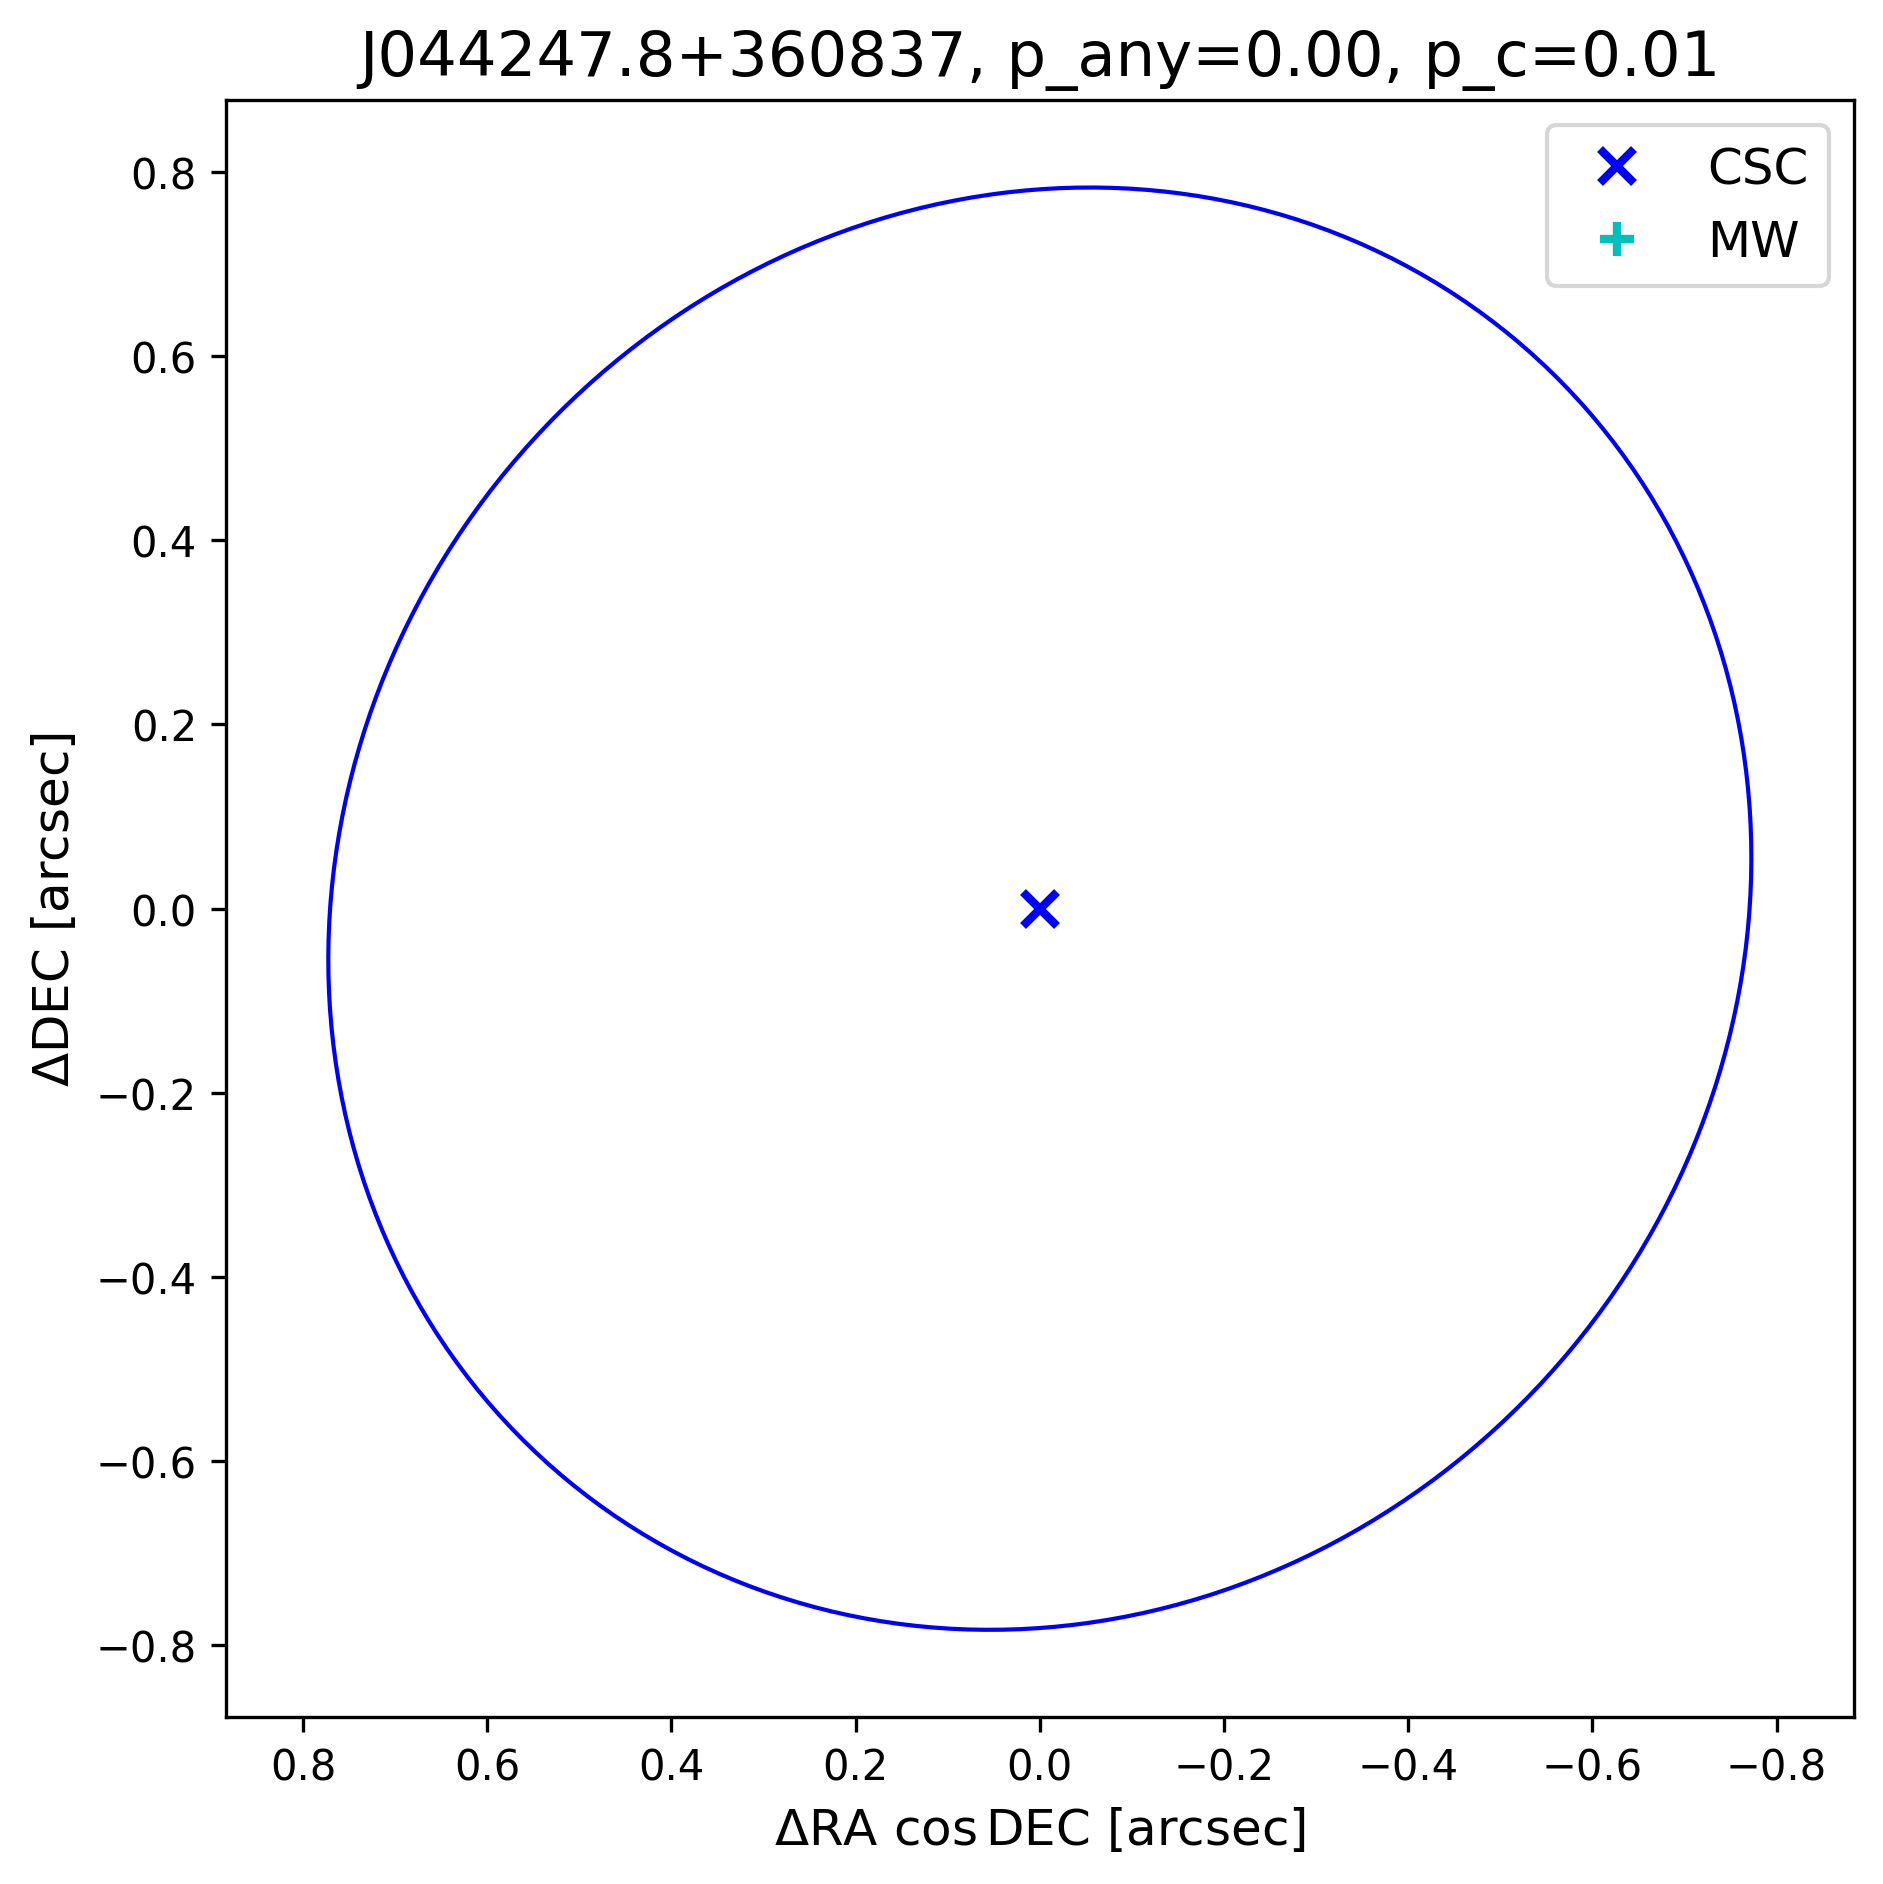 J044247.8+360837, p_any=0.00, p_c=0.01
CSC
MW
0.8
0.6
0.4
0.2
0.0
−0.2
−0.4
−0.6
−0.8
ΔDEC [arcsec]
0.8 0.6 0.4 0.2 0.0 −0.2 −0.4 −0.6 −0.8
ΔRA cos DEC [arcsec]